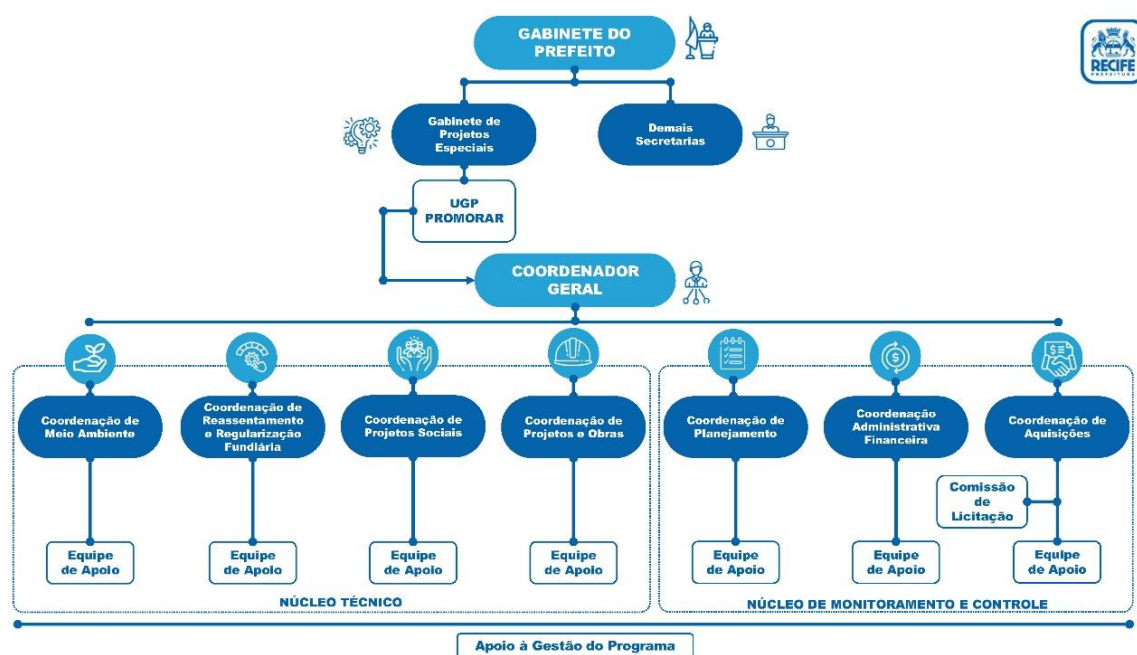 GABINETE DO
PREFEITO
RECIFE
PREFEITURA
Gabinete de
Projetos
Especiais
Demais
Secretarias
UGP
PROMORAR
COORDENADOR
GERAL
Coordenação de
Meio Ambiente
Coordenação de
Reassentamento
e Regularização
Fundiária
Coordenação de
Projetos Sociais
Coordenação de
Projetos e Obras
Coordenação de
Planejamento
Coordenação
Administrativa
Financeira
Coordenação de
Aquisições
Comissão
de
Licitação
Equipe
de Apoio
Equipe
de Apoio
Equipe
de Apoio
Equipe
de Apoio
Equipe
de Apoio
Equipe
de Apoio
Equipe
de Apoio
NÚCLEO TÉCNICO
NÚCLEO DE MONITORAMENTO E CONTROLE
Apoio à Gestão do Programa